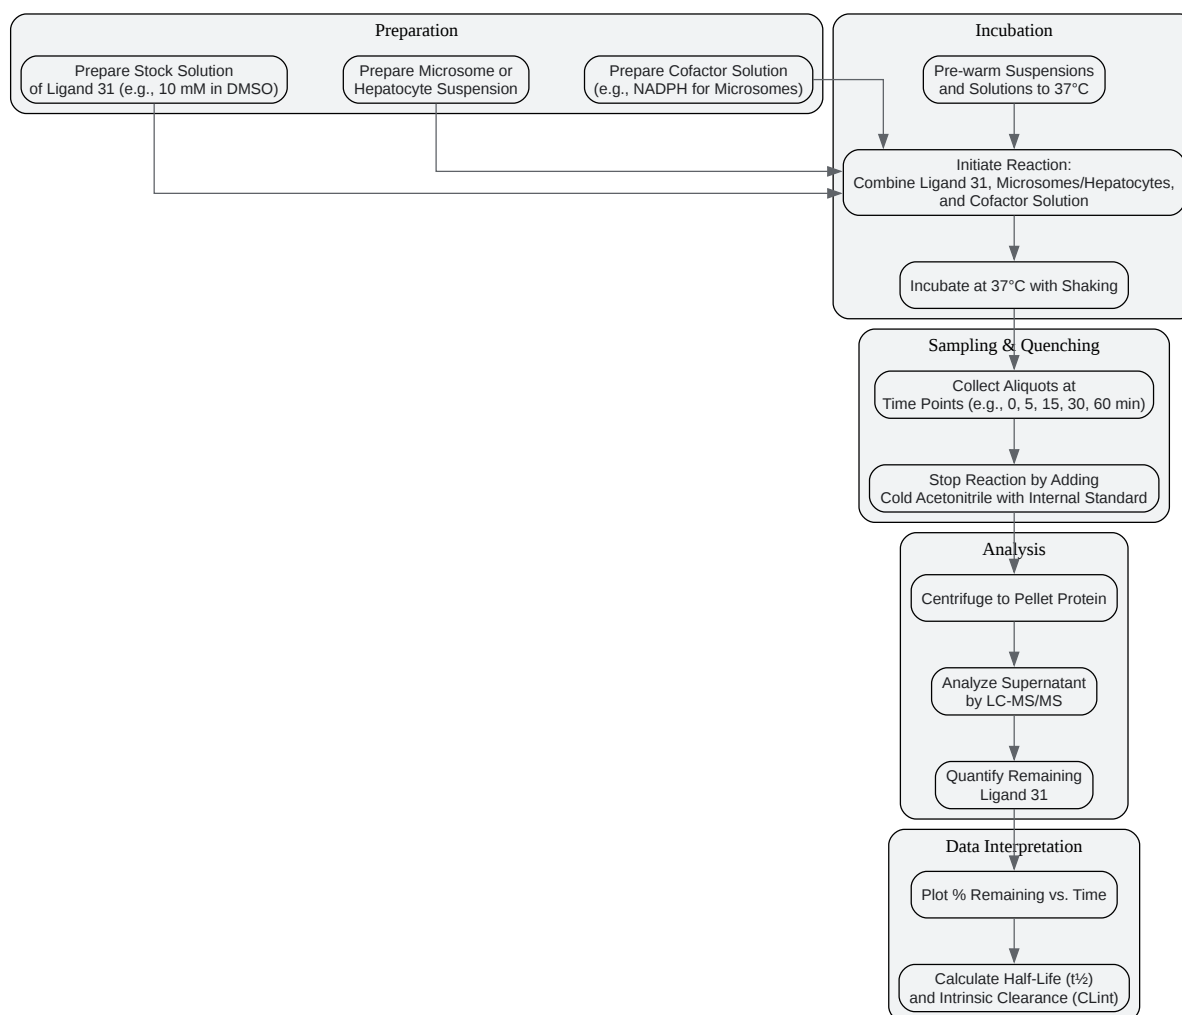 Preparation
Prepare Stock Solution
of Ligand 31 (e.g., 10 mM in DMSO)
Prepare Microsome or
Hepatocyte Suspension
Prepare Cofactor Solution
(e.g., NADPH for Microsomes)
Incubation
Pre-warm Suspensions
and Solutions to 37°C
Initiate Reaction:
Combine Ligand 31, Microsomes/Hepatocytes,
and Cofactor Solution
Incubate at 37°C with Shaking
Sampling & Quenching
Collect Aliquots at
Time Points (e.g., 0, 5, 15, 30, 60 min)
Stop Reaction by Adding
Cold Acetonitrile with Internal Standard
Analysis
Centrifuge to Pellet Protein
Analyze Supernatant
by LC-MS/MS
Quantify Remaining
Ligand 31
Data Interpretation
Plot % Remaining vs. Time
Calculate Half-Life (t½)
and Intrinsic Clearance (CLint)